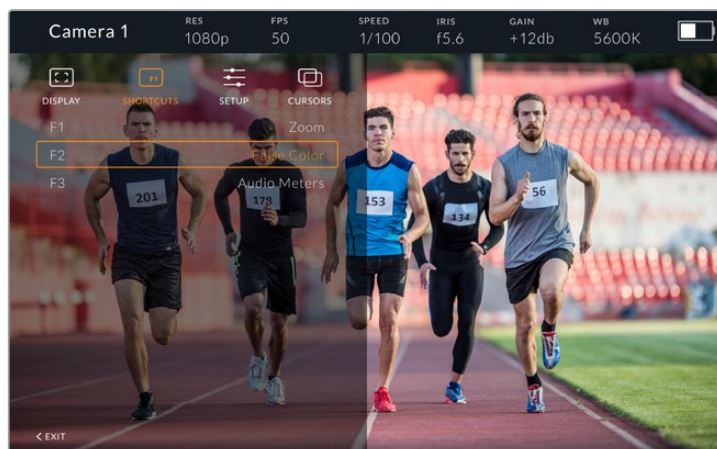 Camera 1
RES FPS SPEED IRIS GAIN WB
1080p 50 1/100 f5.6 +12db 5600K
F1
DISPLAY SHORTCUTS SETUP CURSORS
F1 Zoom
F2 False Color
F3 Audio Meters
201 178 153 134 56
< EXIT